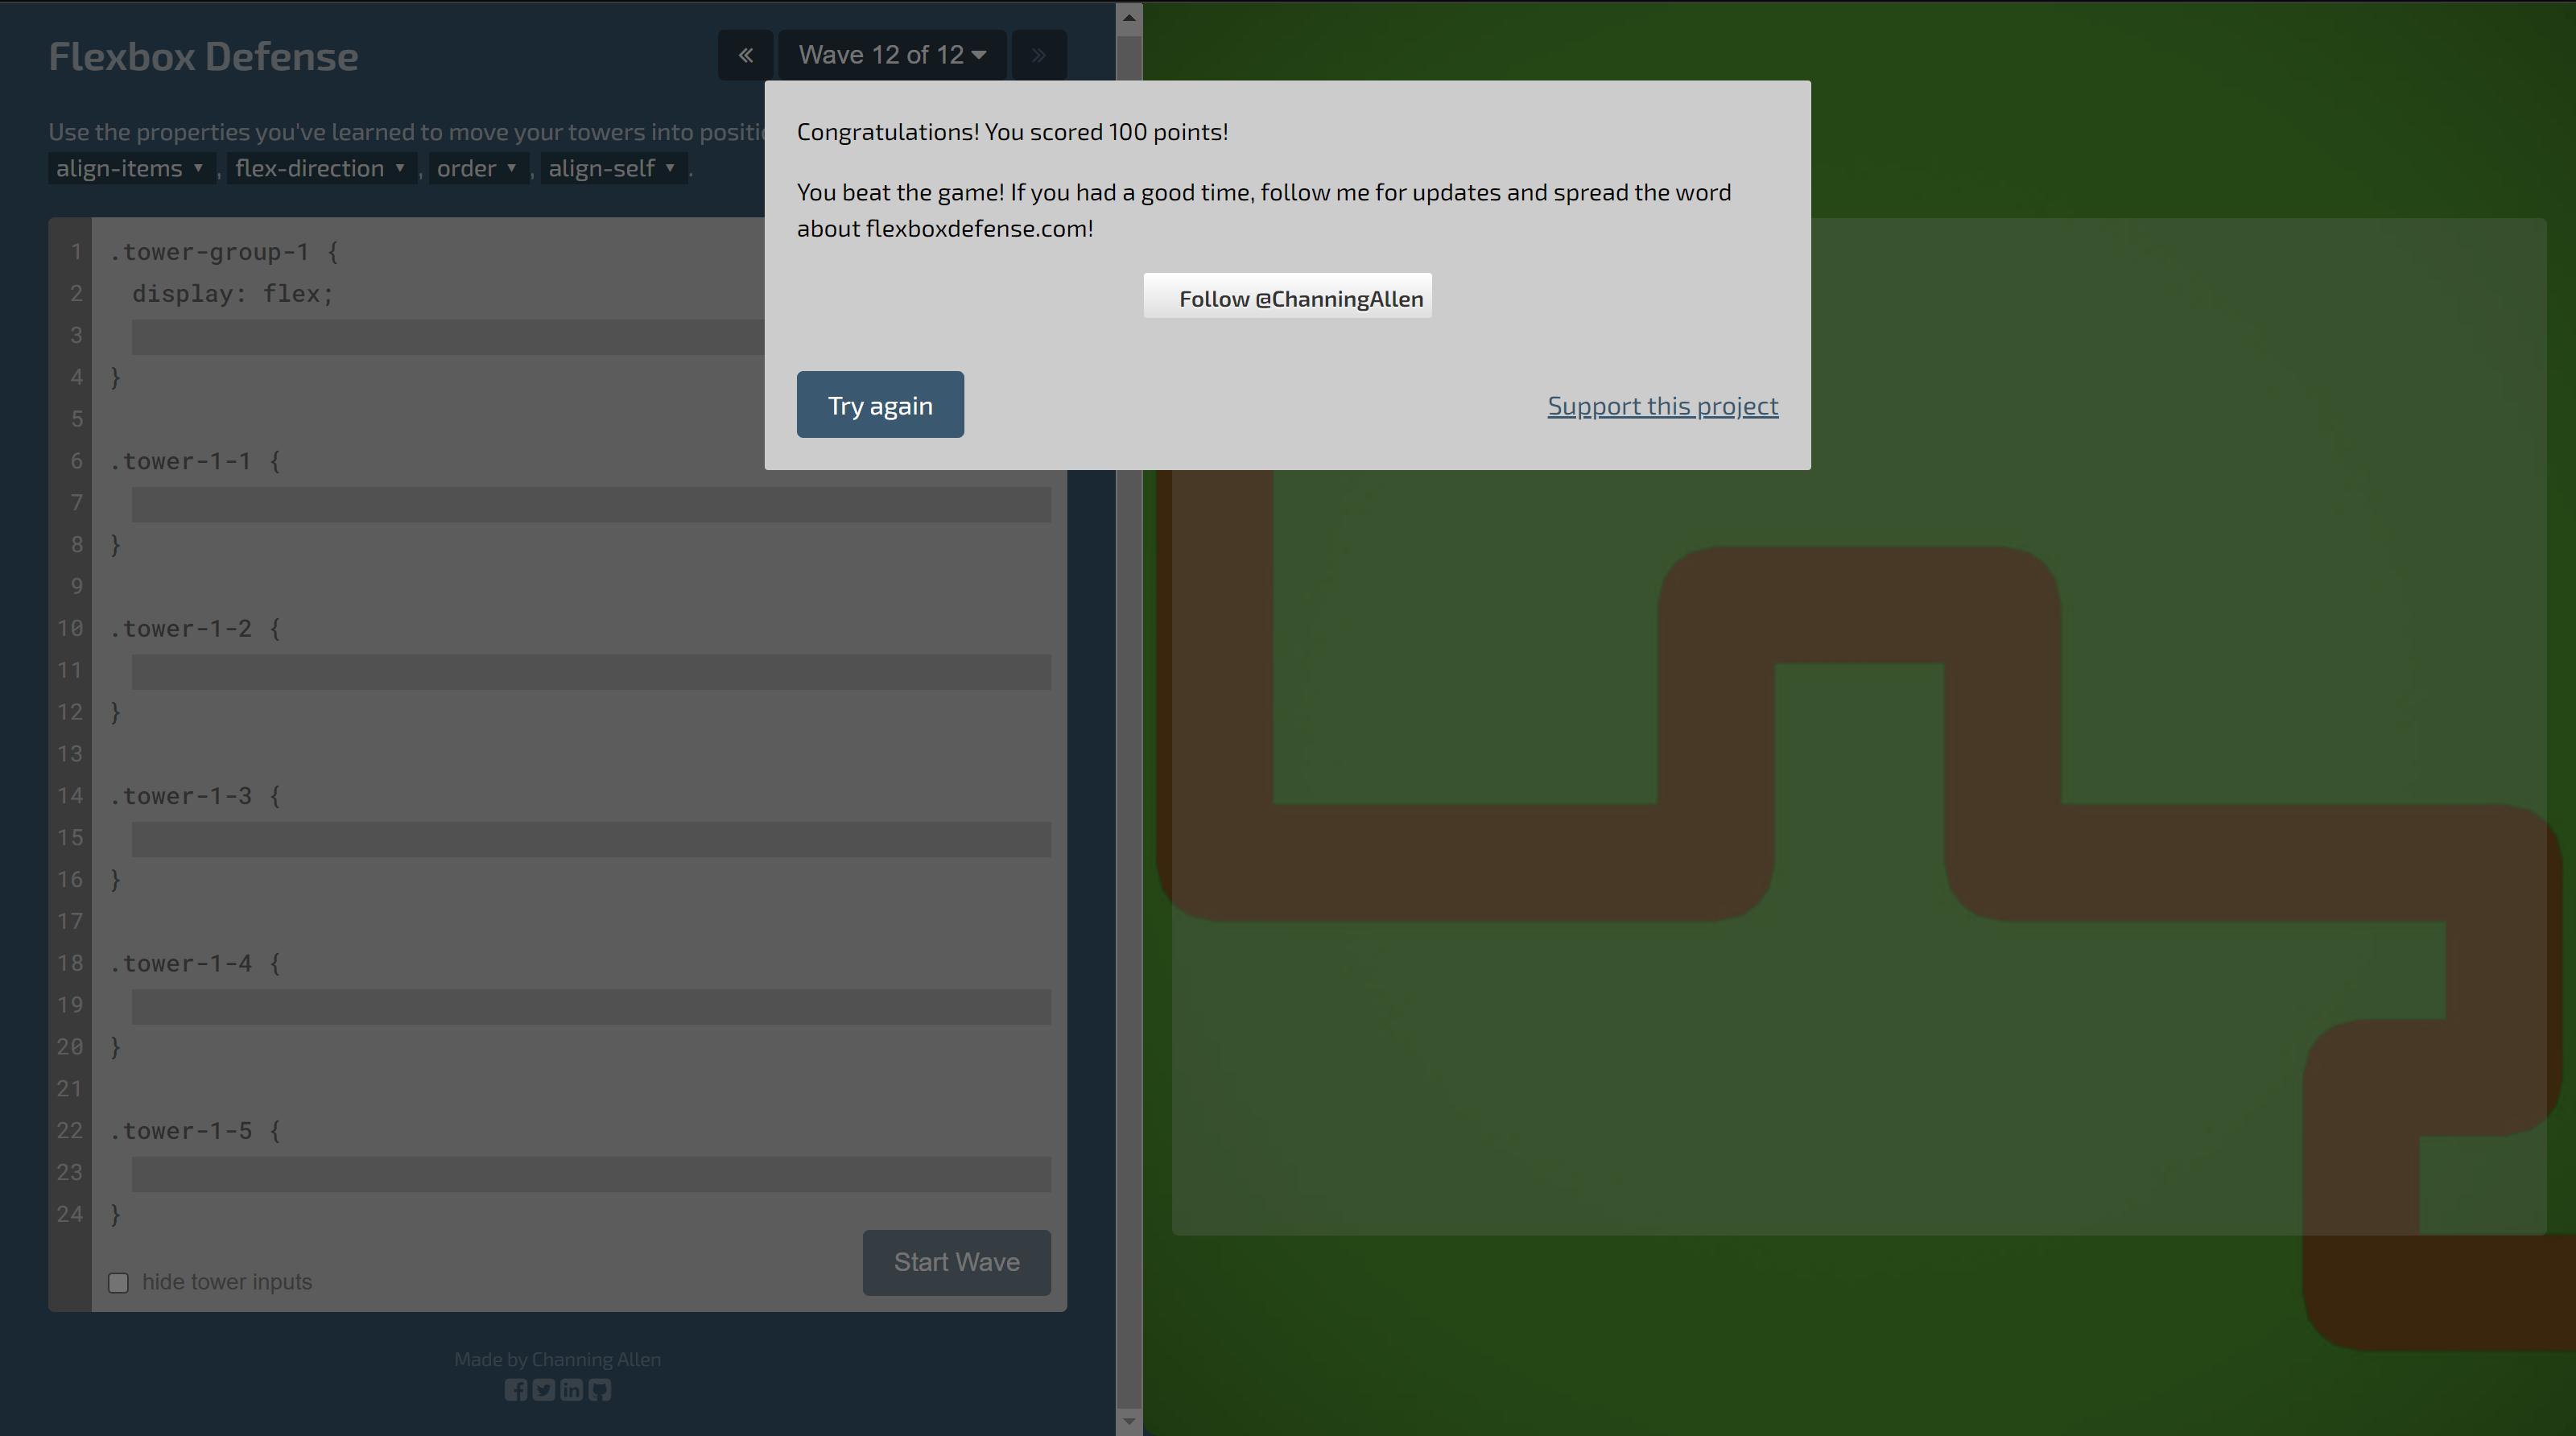 Flexbox Defense
« Wave 12 of 12 »
Use the properties you've learned to move your towers into
align-items ▼ , flex-direction ▼ , order ▼ , align-self ▼ .
Congratulations! You scored 100 points!
You beat the game! If you had a good time, follow me for updates and spread the word
about flexboxdefense.com!
Follow @ChanningAllen
Try again
Support this project
1 .tower-group-1 {
2 display: flex;
3
4 }
5
6 .tower-1-1 {
7
8 }
9
10 .tower-1-2 {
11
12 }
13
14 .tower-1-3 {
15
16 }
17
18 .tower-1-4 {
19
20 }
21
22 .tower-1-5 {
23
24 }
hide tower inputs
Start Wave
Made by Channing Allen